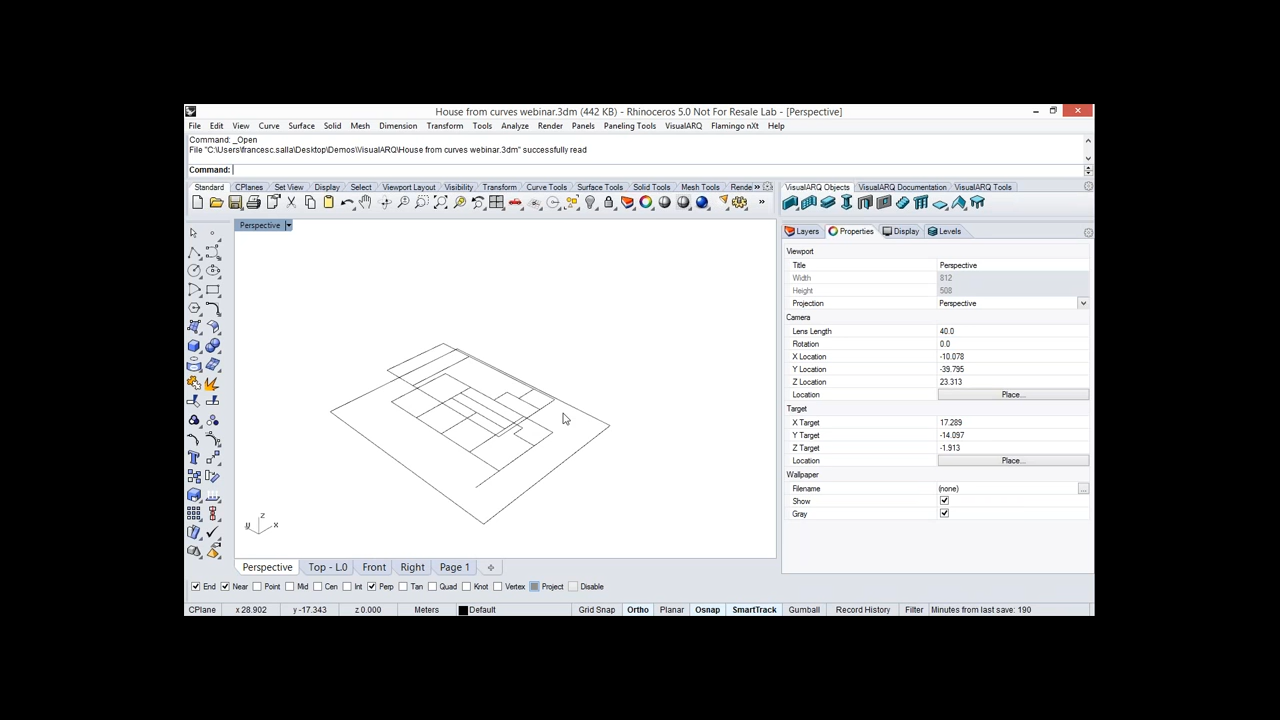 House from curves webinar.3dm (442 KB) - Rhinoceros 5.0 Not For Resale Lab - [Perspective]
File Edit View Curve Surface Solid Mesh Dimension Transform Tools Analyze Render Panels Paneling Tools VisualARQ Flamingo nXt Help
Command: _Open
File "C:\Users\francesc.salla\Desktop\Demos\VisualARQ\House from curves webinar.3dm" successfully read
Command:
Standard CPlanes Set View Display Select Viewport Layout Visibility Transform Curve Tools Surface Tools Solid Tools Mesh Tools Rende »
VisualARQ Objects VisualARQ Documentation VisualARQ Tools
Perspective
Layers Properties Display Levels
Viewport
Title Perspective
Width 812
Height 508
Projection Perspective
Camera
Lens Length 40.0
Rotation 0.0
X Location -10.078
Y Location -39.795
Z Location 23.313
Location Place...
Target
X Target 17.289
Y Target -14.097
Z Target -1.913
Location Place...
Wallpaper
Filename (none) ...
Show
Gray
z
y x
Perspective Top - L0 Front Right Page 1
End Near Point Mid Cen Int Perp Tan Quad Knot Vertex Project Disable
CPlane x 28.902 y -17.343 z 0.000 Meters Default Grid Snap Ortho Planar Osnap SmartTrack Gumball Record History Filter Minutes from last save: 190